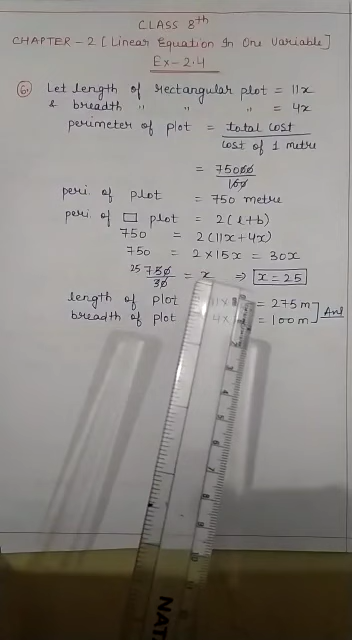 CLASS 8th
CHAPTER - 2 [Linear Equation In One Variable]
Ex-2.4
6. Let length of rectangular plot = 11x
& breadth " " " = 4x
perimeter of plot = total cost / cost of 1 metre
= 75000 / 100
peri. of plot = 750 metre
peri. of ▭ plot = 2(l+b)
750 = 2(11x+4x)
750 = 2×15x = 30x
25 750 / 30 = x ⇒ x = 25
length of plot 11x = 275 m
breadth of plot 4x = 100 m ] Ans
NAT